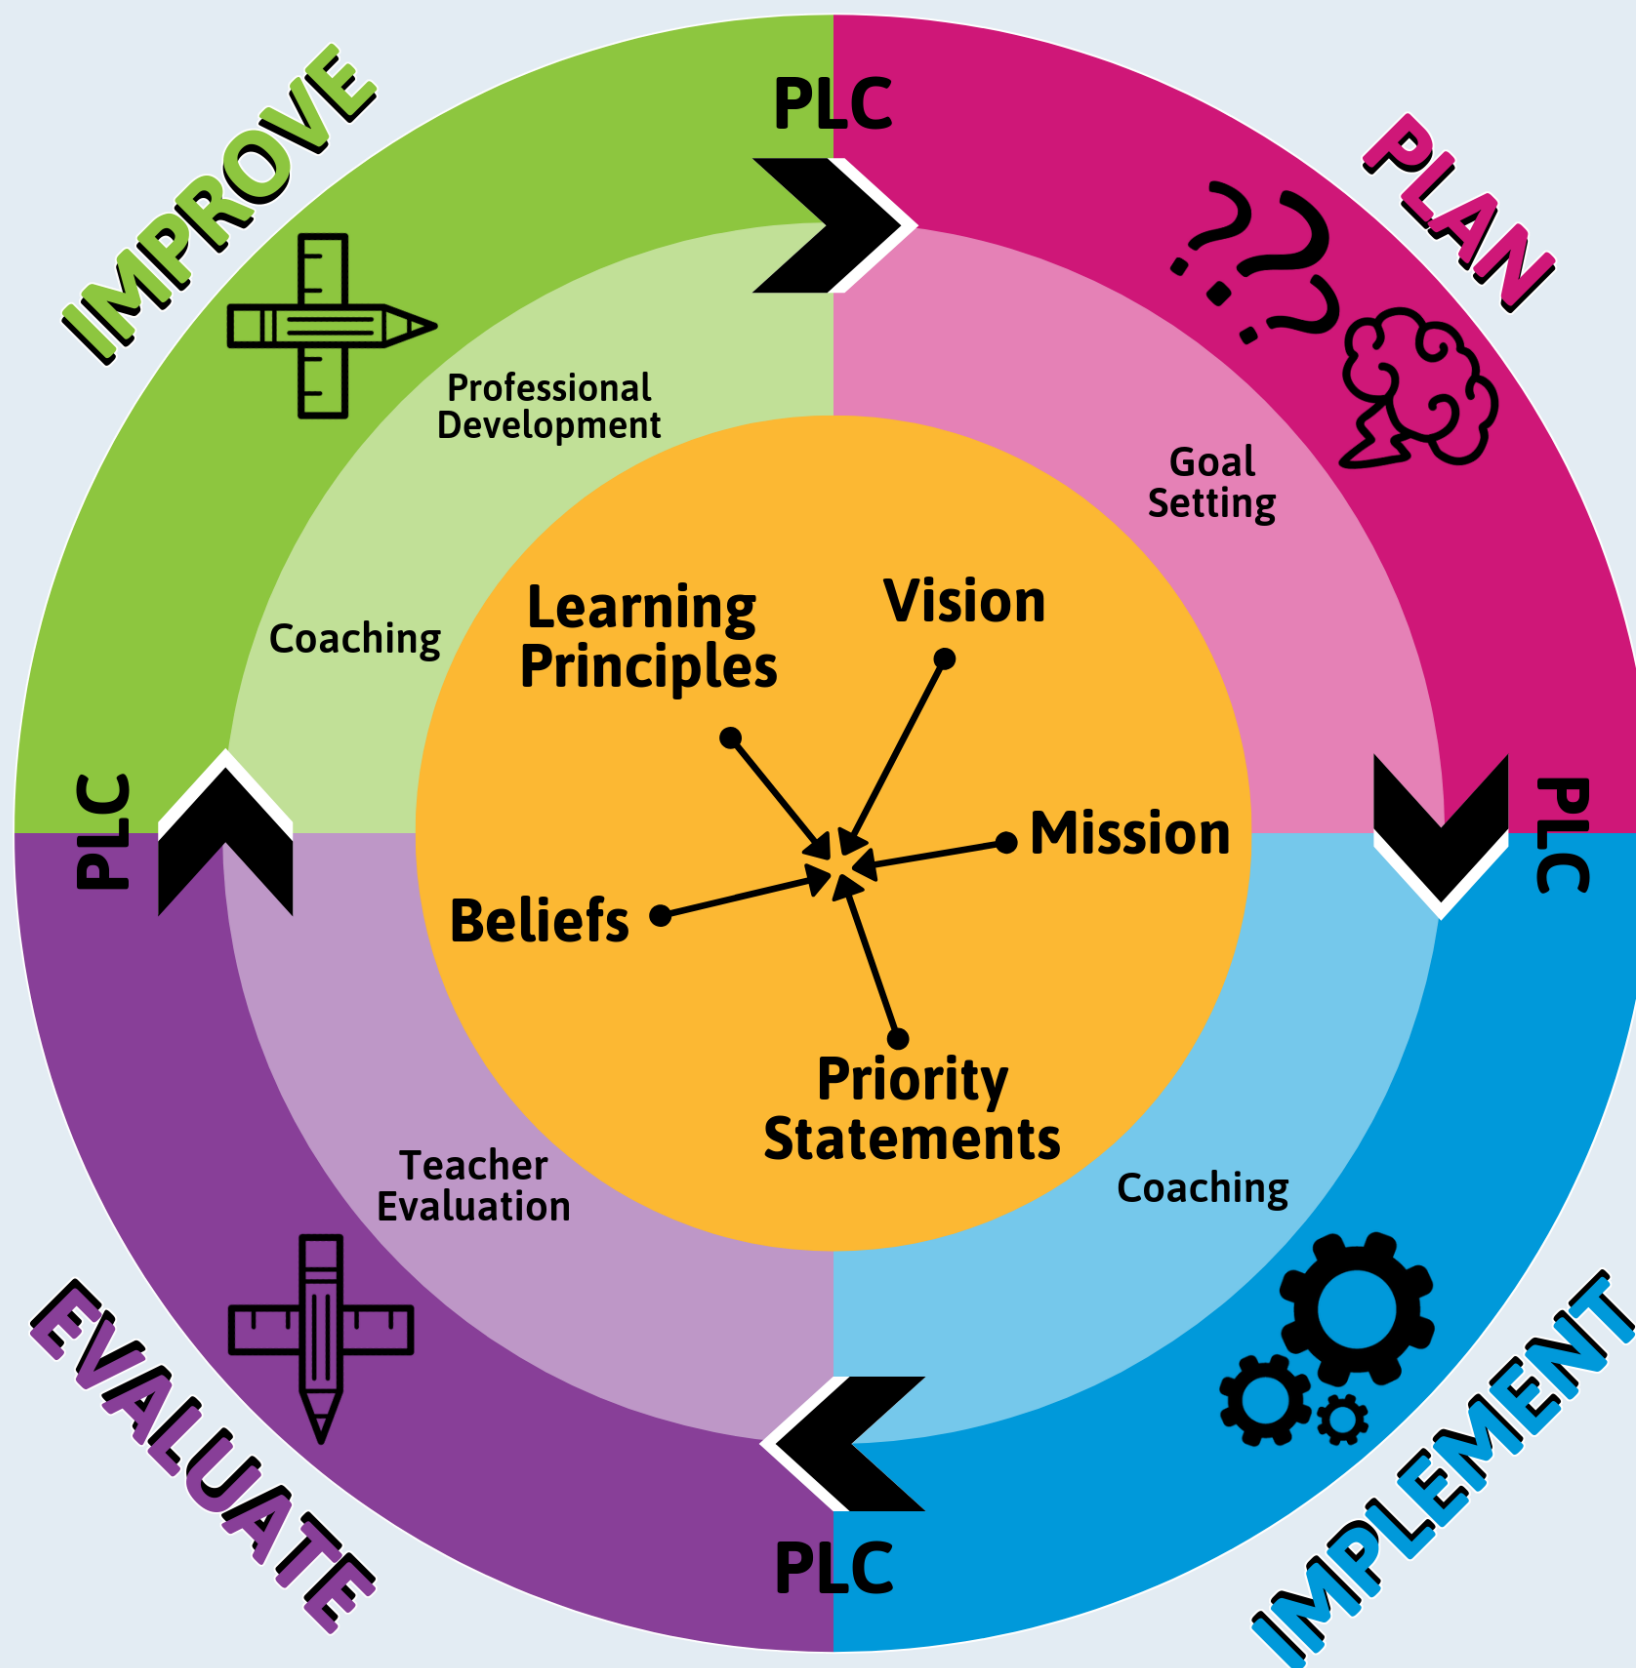 IMPROVE
PLC
PLAN
???
Professional
Development
Goal
Setting
Coaching
Learning
Principles
Vision
PLC
Mission
PLC
Beliefs
Priority
Statements
Teacher
Evaluation
Coaching
EVALUATE
IMPLEMENT
PLC